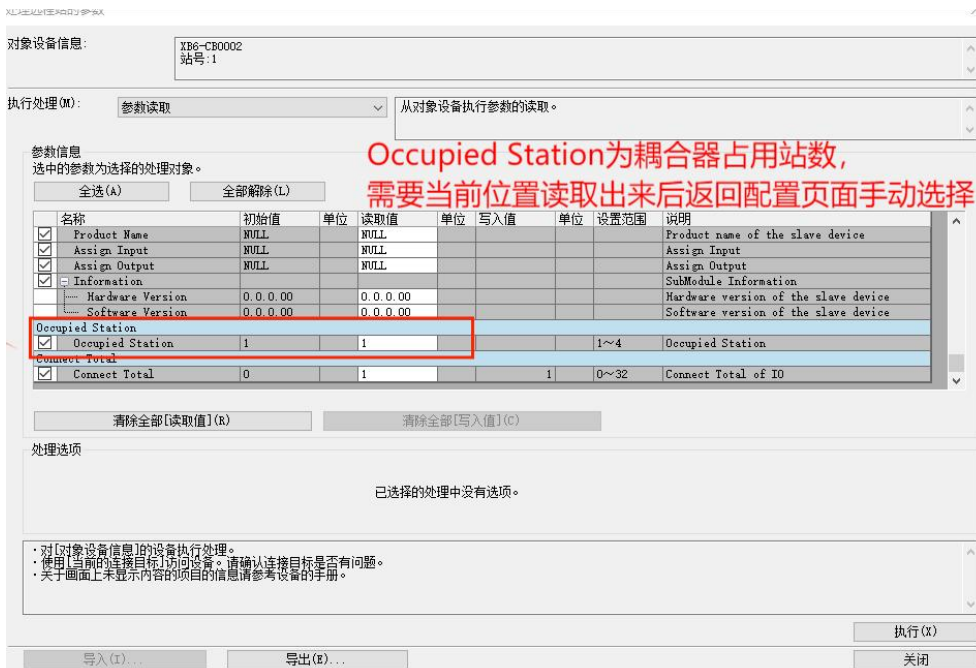 处理远程站的参数
对象设备信息:
XB6-CB0002
站号:1
执行处理(M):
参数读取
从对象设备执行参数的读取。
参数信息
选中的参数为选择的处理对象。
Occupied Station为耦合器占用站数,
需要当前位置读取出来后返回配置页面手动选择
全选(A) 全部解除(L)
名称 初始值 单位 读取值 单位 写入值 单位 设置范围 说明
Product Name NULL NULL Product name of the slave device
Assign Input NULL NULL Assign Input
Assign Output NULL NULL Assign Output
Information SubModule Information
Hardware Version 0.0.0.00 0.0.0.00 Hardware version of the slave device
Software Version 0.0.0.00 0.0.0.00 Software version of the slave device
Occupied Station
Occupied Station 1 1 1~4 Occupied Station
Connect Total
Connect Total 0 1 1 0~32 Connect Total of IO
清除全部[读取值](R) 清除全部[写入值](C)
处理选项
已选择的处理中没有选项。
·对[对象设备信息]的设备执行处理。
·使用[当前的连接目标]访问设备。请确认连接目标是否有问题。
·关于画面上未显示内容的项目的信息请参考设备的手册。
执行(X)
导入(I)... 导出(E)... 关闭